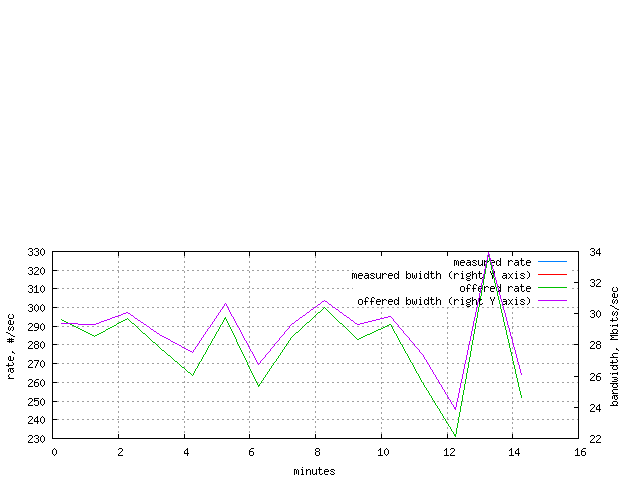 330 34
measured rate
320 measured bwidth (right Y axis) 32
310 offered rate
300 offered bwidth (right Y axis) 30
290
280 28
270
260 26
250 24
240
230 22
0 2 4 6 8 10 12 14 16
minutes
rate, #/sec
bandwidth, Mbits/sec